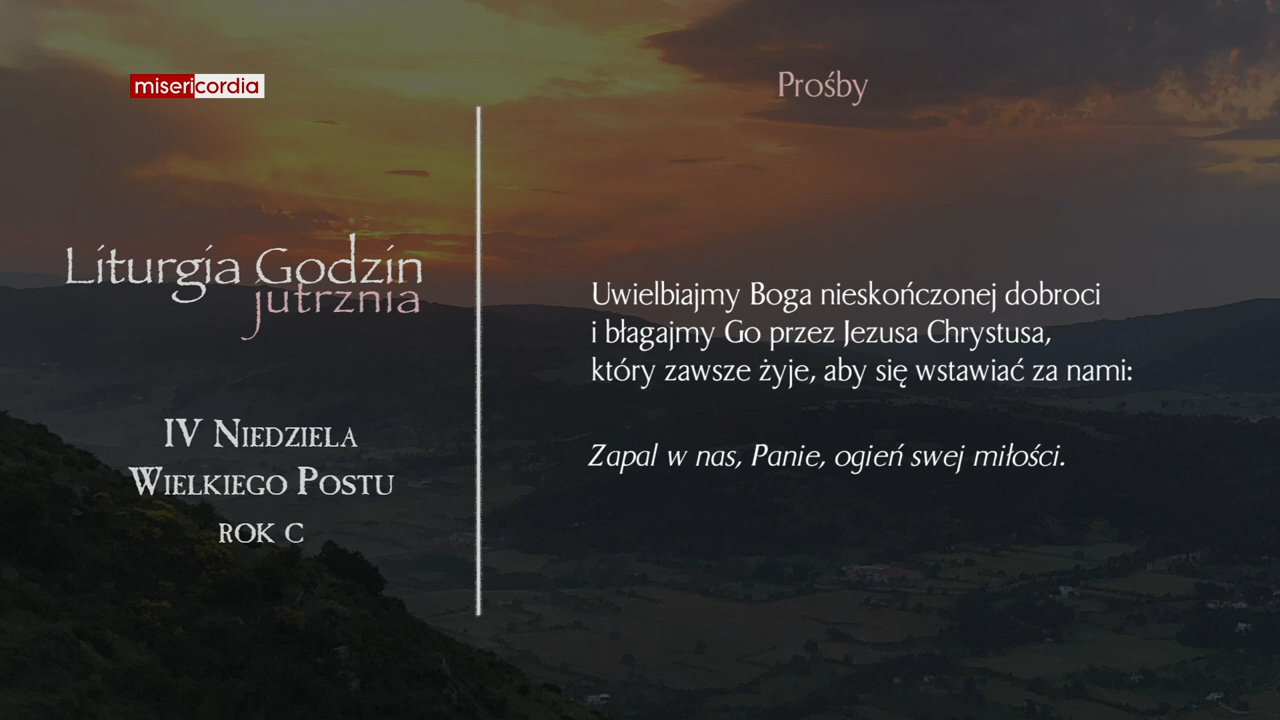 misericordia
Liturgia Godzin
jutrznia
IV Niedziela
Wielkiego Postu
rok C
Prośby
Uwielbiajmy Boga nieskończonej dobroci
i błagajmy Go przez Jezusa Chrystusa,
który zawsze żyje, aby się wstawiać za nami:
Zapal w nas, Panie, ogień swej miłości.